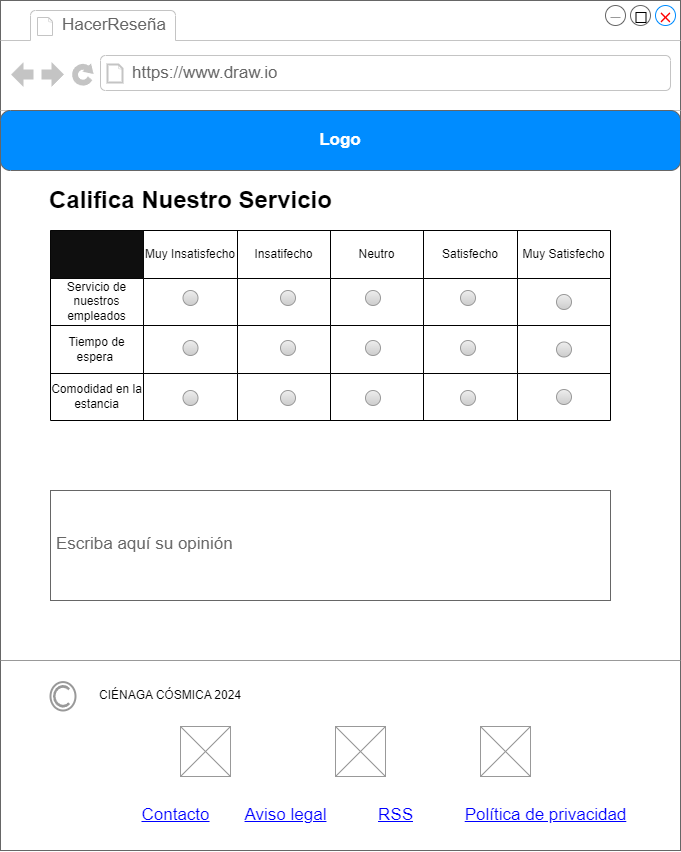 HacerReseña
https://www.draw.io
Logo
Califica Nuestro Servicio
Muy Insatisfecho Insatifecho Neutro Satisfecho Muy Satisfecho
Servicio de
nuestros
empleados
Tiempo de
espera
Comodidad en la
estancia
Escriba aquí su opinión
© CIÉNAGA CÓSMICA 2024
Contacto Aviso legal RSS Política de privacidad